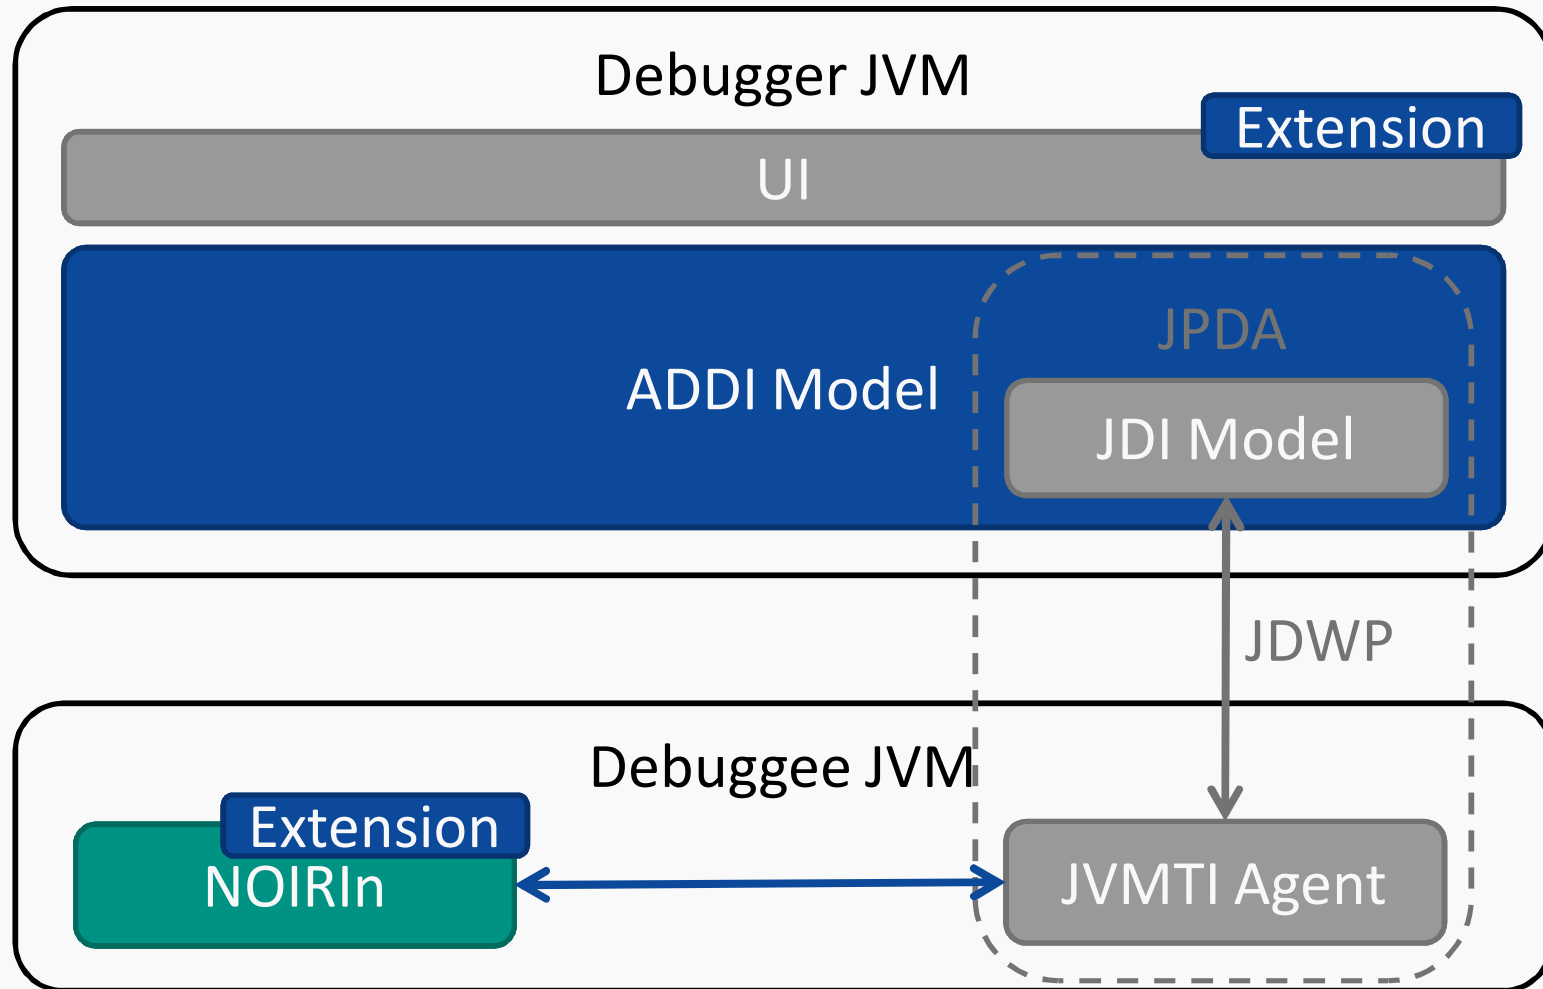 Debugger JVM
Extension
UI
JPDA
ADDI Model
JDI Model
JDWP
Debuggee JVM
Extension
NOIRIn
JVMTI Agent